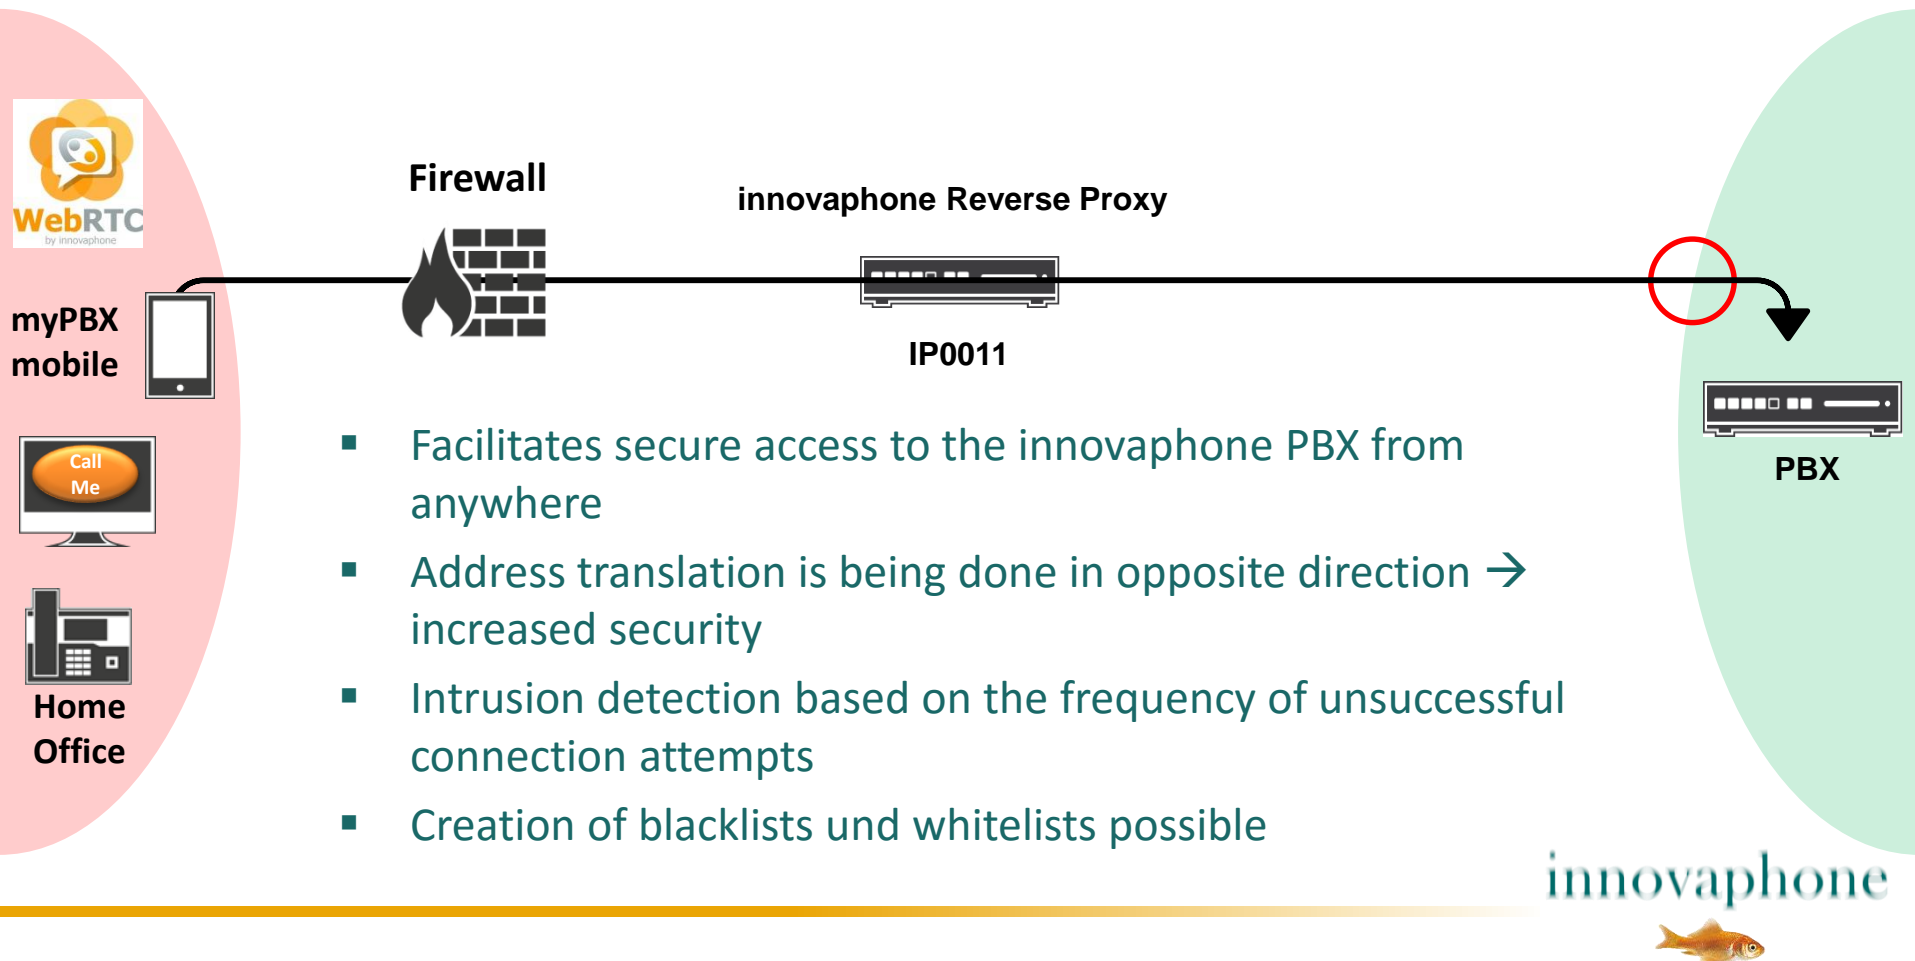 WebRTC
by innovaphone
myPBX
mobile
Call
Me
Home
Office
Firewall
innovaphone Reverse Proxy
IP0011
PBX
▪ Facilitates secure access to the innovaphone PBX from
anywhere
▪ Address translation is being done in opposite direction →
increased security
▪ Intrusion detection based on the frequency of unsuccessful
connection attempts
▪ Creation of blacklists und whitelists possible
innovaphone